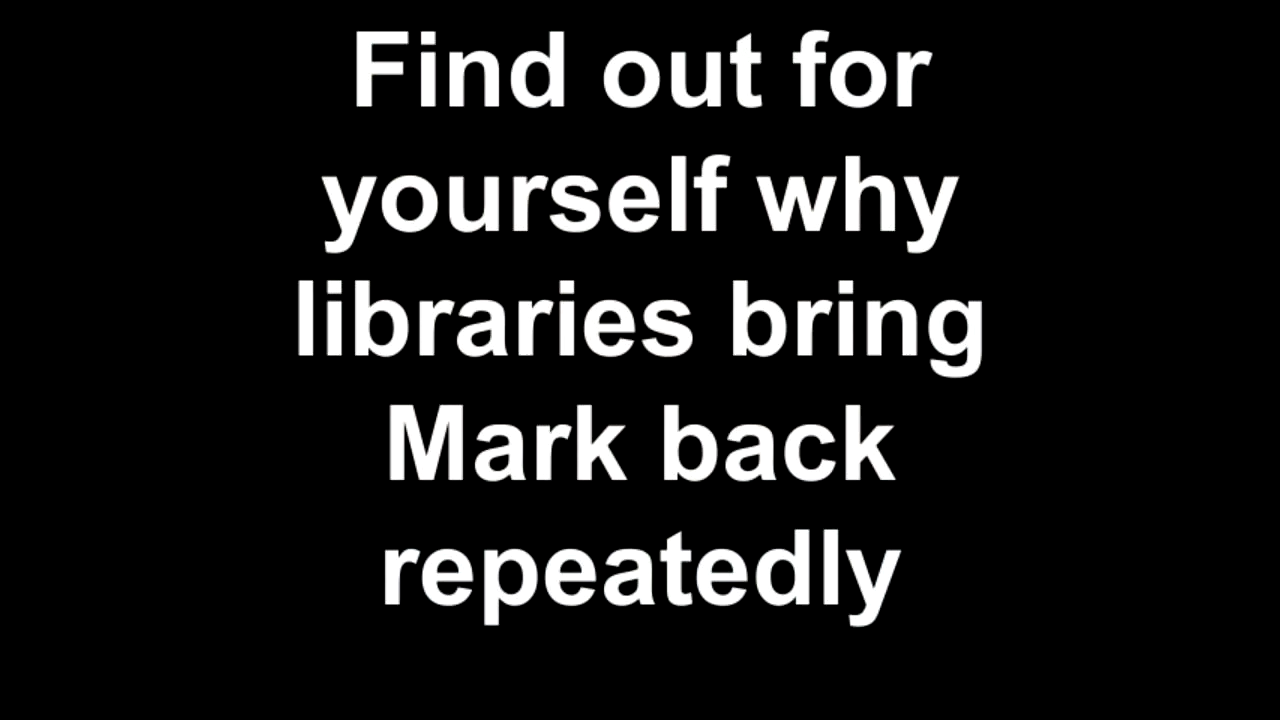 Find out for
yourself why
libraries bring
Mark back
repeatedly